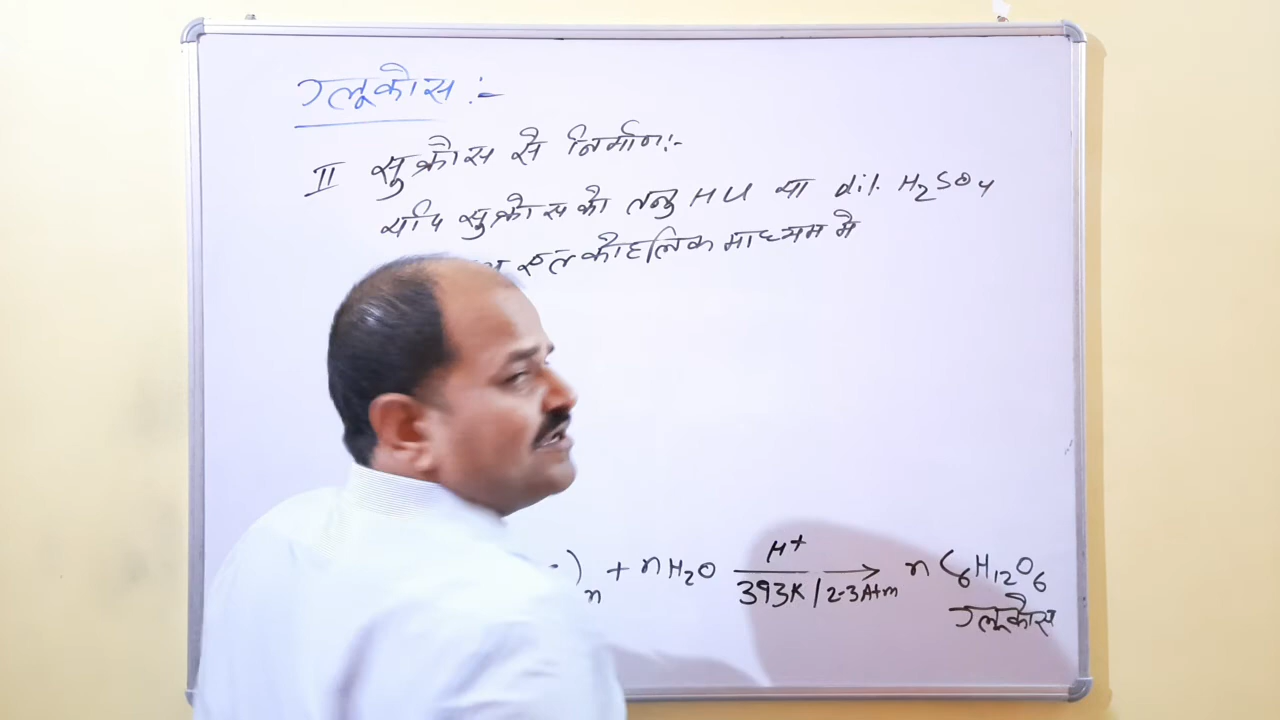 ग्लूकोस :-
II सुक्रोस से निर्माण:-
यदि सुक्रोस को तनु HCl या dil. H2SO4
एल्कोहलिक माध्यम मे
)n + nH2O H+ 393K/2-3Atm → n C6H12O6
ग्लूकोस